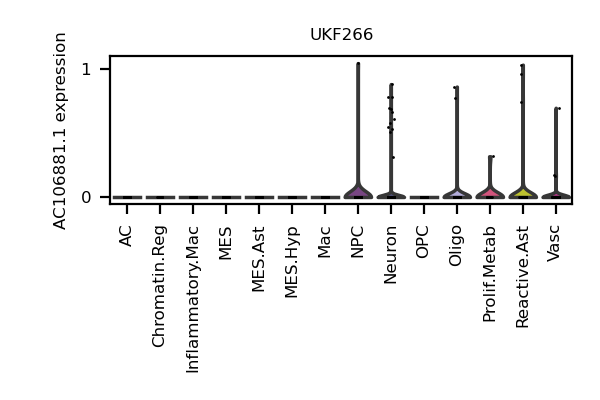 UKF266
AC106881.1 expression
1
0
AC
Chromatin.Reg
Inflammatory.Mac
MES
MES.Ast
MES.Hyp
Mac
NPC
Neuron
OPC
Oligo
Prolif.Metab
Reactive.Ast
Vasc